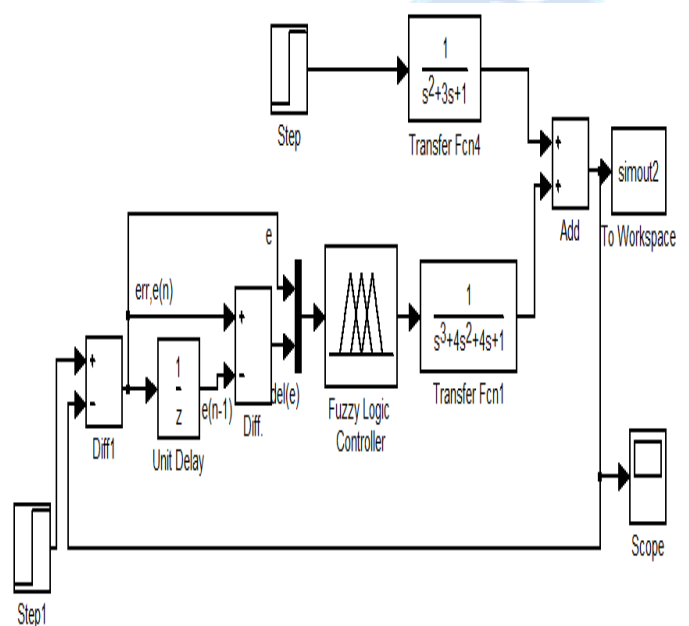 1
s2+3s+1
Step
Transfer Fcn4
+
+
simout2
Add
To Workspace
e
err,e(n)
1
s3+4s2+4s+1
+
-
+
-
1
-
z
e(n-1)
del(e)
Transfer Fcn1
Fuzzy Logic
Controller
Diff1
Unit Delay
Diff.
Scope
Step1